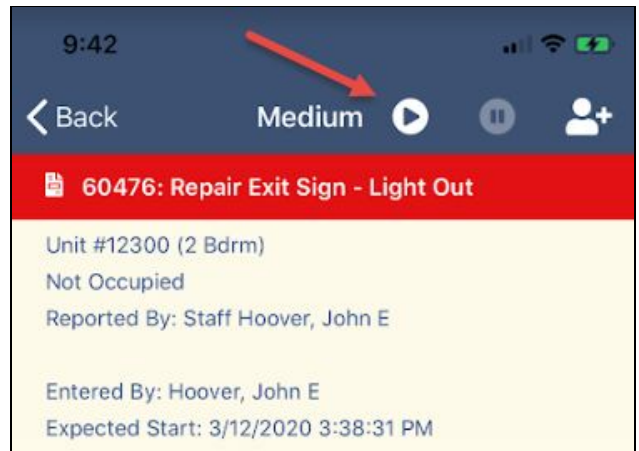 9:42
Back Medium
60476: Repair Exit Sign - Light Out
Unit #12300 (2 Bdrm)
Not Occupied
Reported By: Staff Hoover, John E
Entered By: Hoover, John E
Expected Start: 3/12/2020 3:38:31 PM